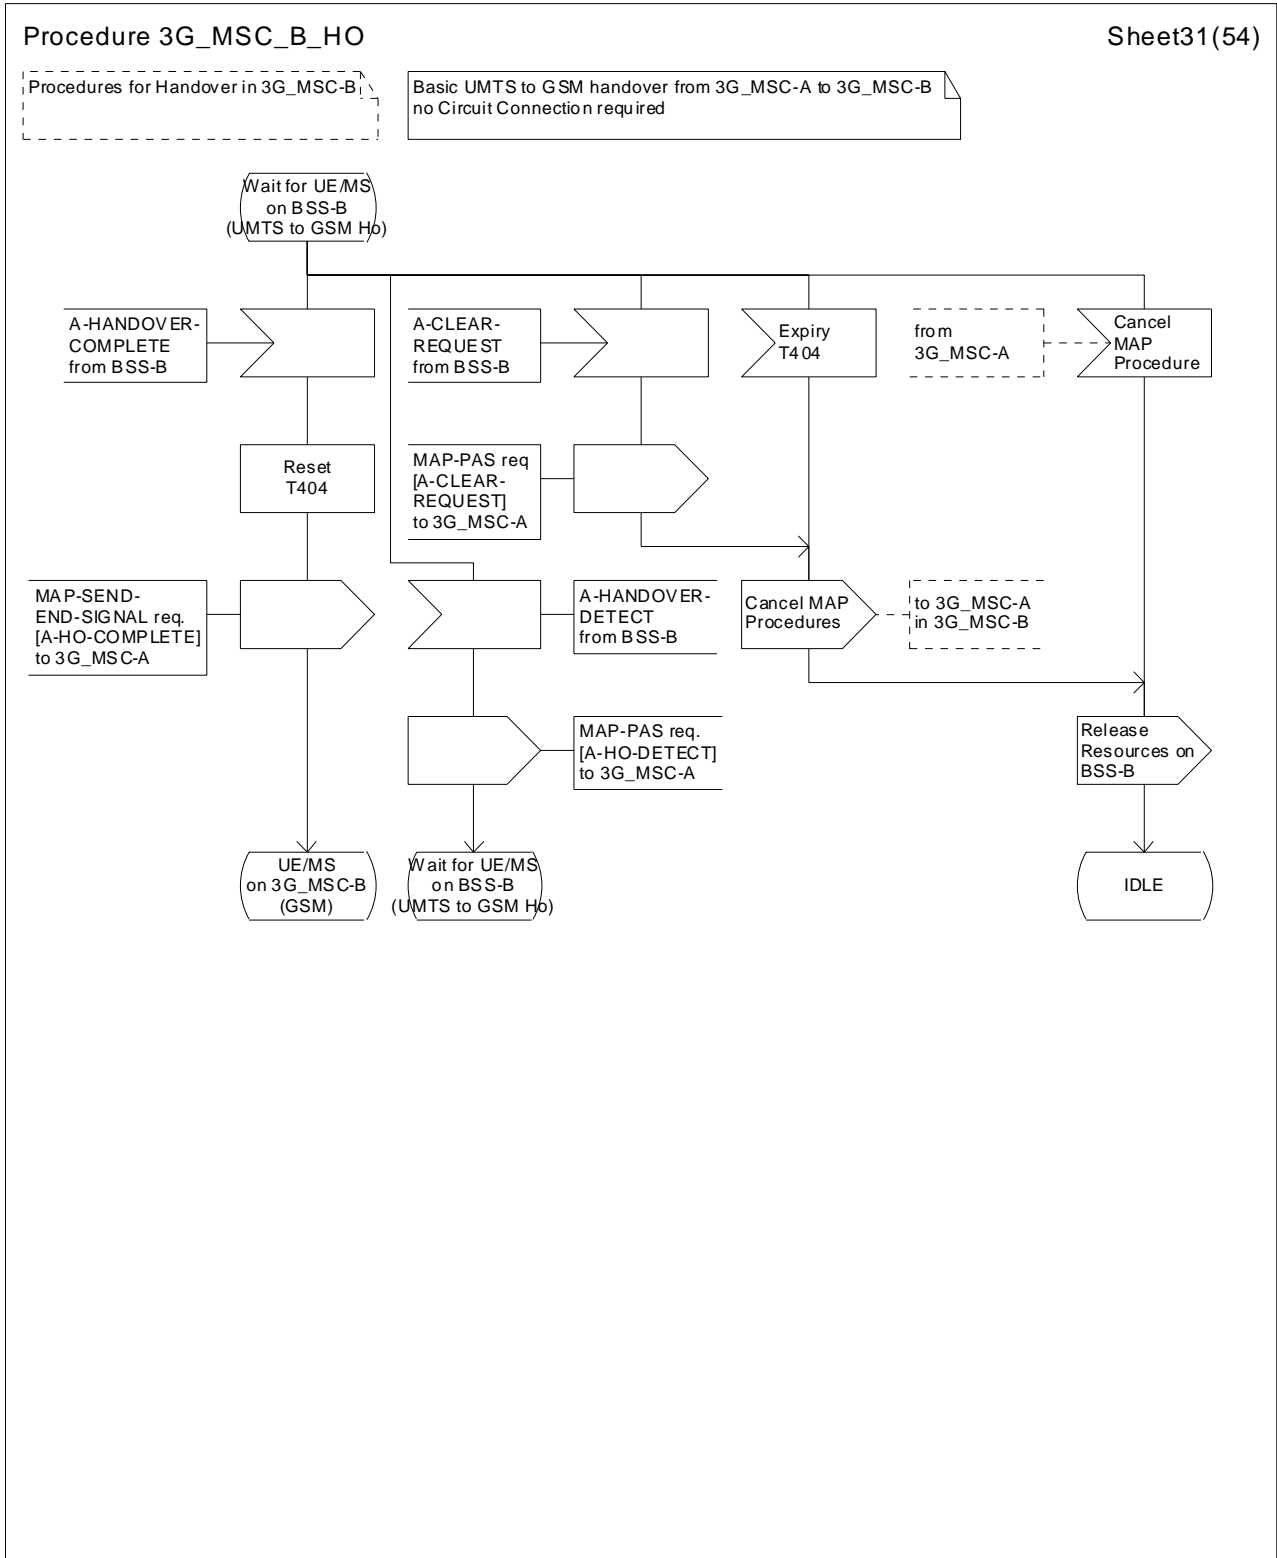 Procedure 3G_MSC_B_HO
Sheet31(54)
Procedures for Handover in 3G_MSC-B
Basic UMTS to GSM handover from 3G_MSC-A to 3G_MSC-B
no Circuit Connection required
Wait for UE/MS
on BSS-B
(UMTS to GSM Ho)
A-HANDOVER-
COMPLETE
from BSS-B
A-CLEAR-
REQUEST
from BSS-B
Expiry
T404
from
3G_MSC-A
Cancel
MAP
Procedure
Reset
T404
MAP-PAS req
[A-CLEAR-
REQUEST]
to 3G_MSC-A
MAP-SEND-
END-SIGNAL req.
[A-HO-COMPLETE]
to 3G_MSC-A
A-HANDOVER-
DETECT
from BSS-B
Cancel MAP
Procedures
to 3G_MSC-A
in 3G_MSC-B
MAP-PAS req.
[A-HO-DETECT]
to 3G_MSC-A
Release
Resources on
BSS-B
UE/MS
on 3G_MSC-B
(GSM)
Wait for UE/MS
on BSS-B
(UMTS to GSM Ho)
IDLE